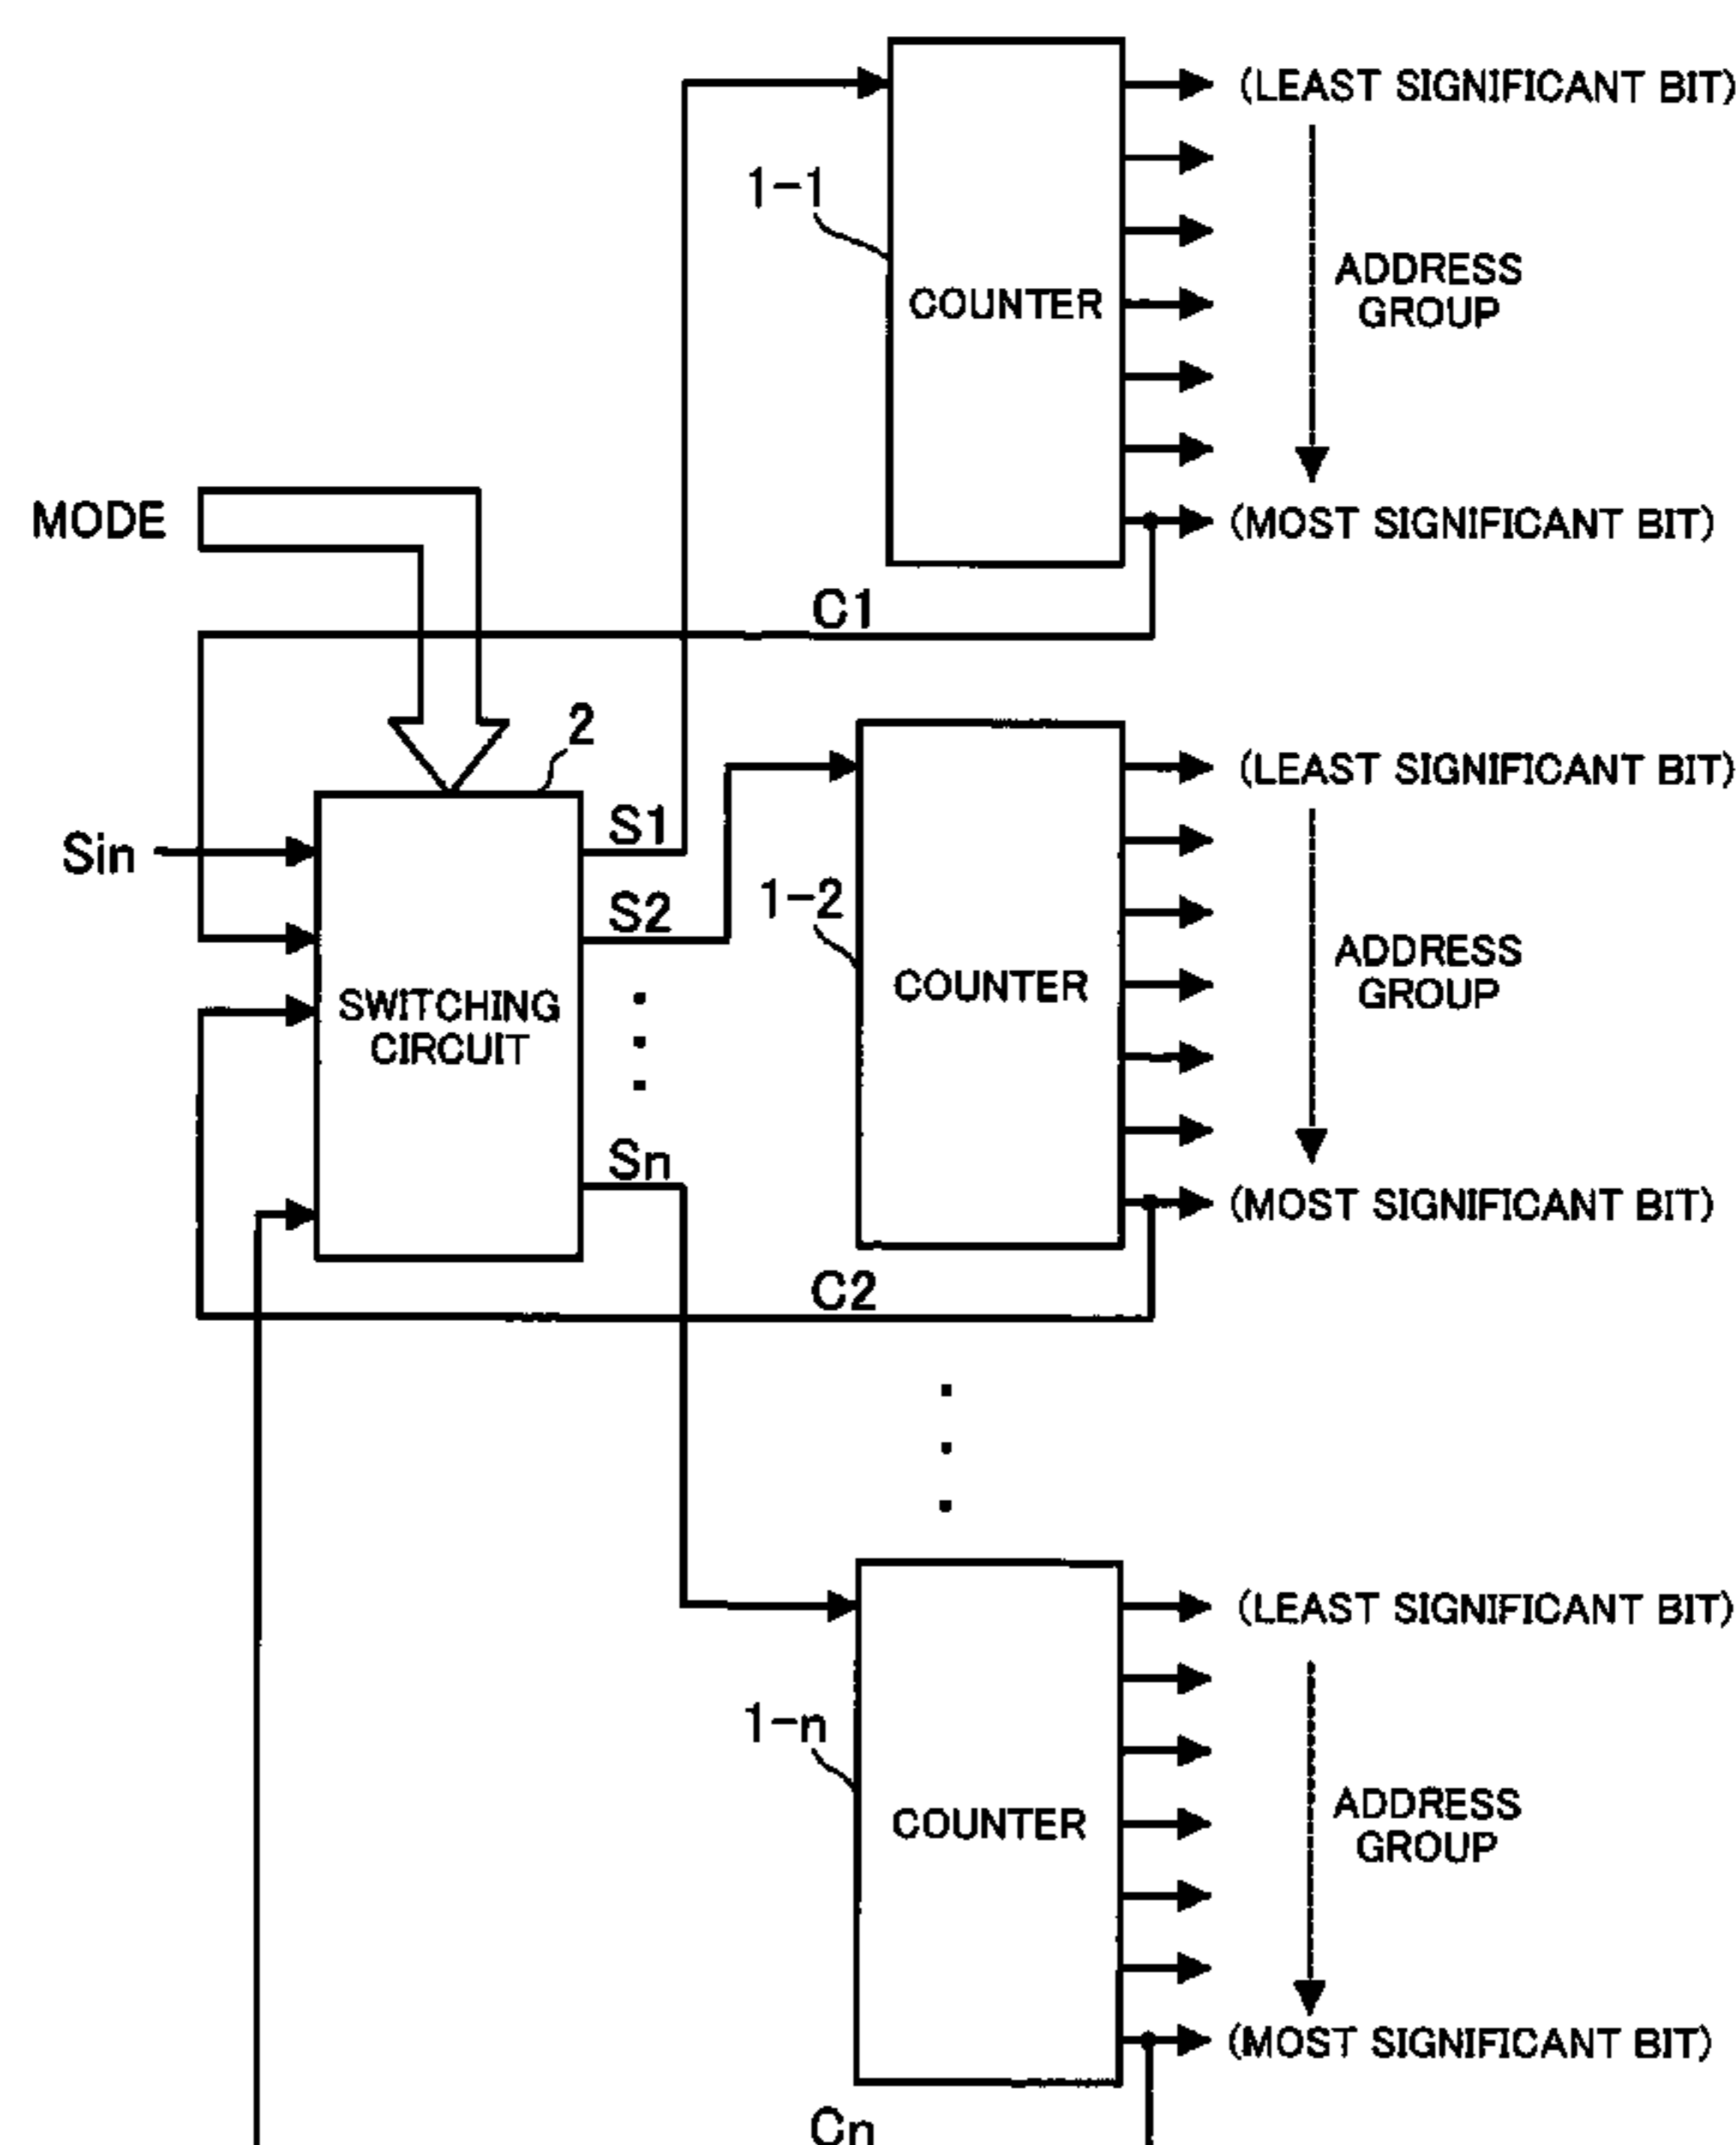 (LEAST SIGNIFICANT BIT)
1-1
COUNTER
ADDRESS
GROUP
MODE
(MOST SIGNIFICANT BIT)
C1
2
(LEAST SIGNIFICANT BIT)
Sin
S1
S2
1-2
SWITCHING
CIRCUIT
COUNTER
ADDRESS
GROUP
Sn
(MOST SIGNIFICANT BIT)
C2
(LEAST SIGNIFICANT BIT)
1-n
COUNTER
ADDRESS
GROUP
(MOST SIGNIFICANT BIT)
Cn